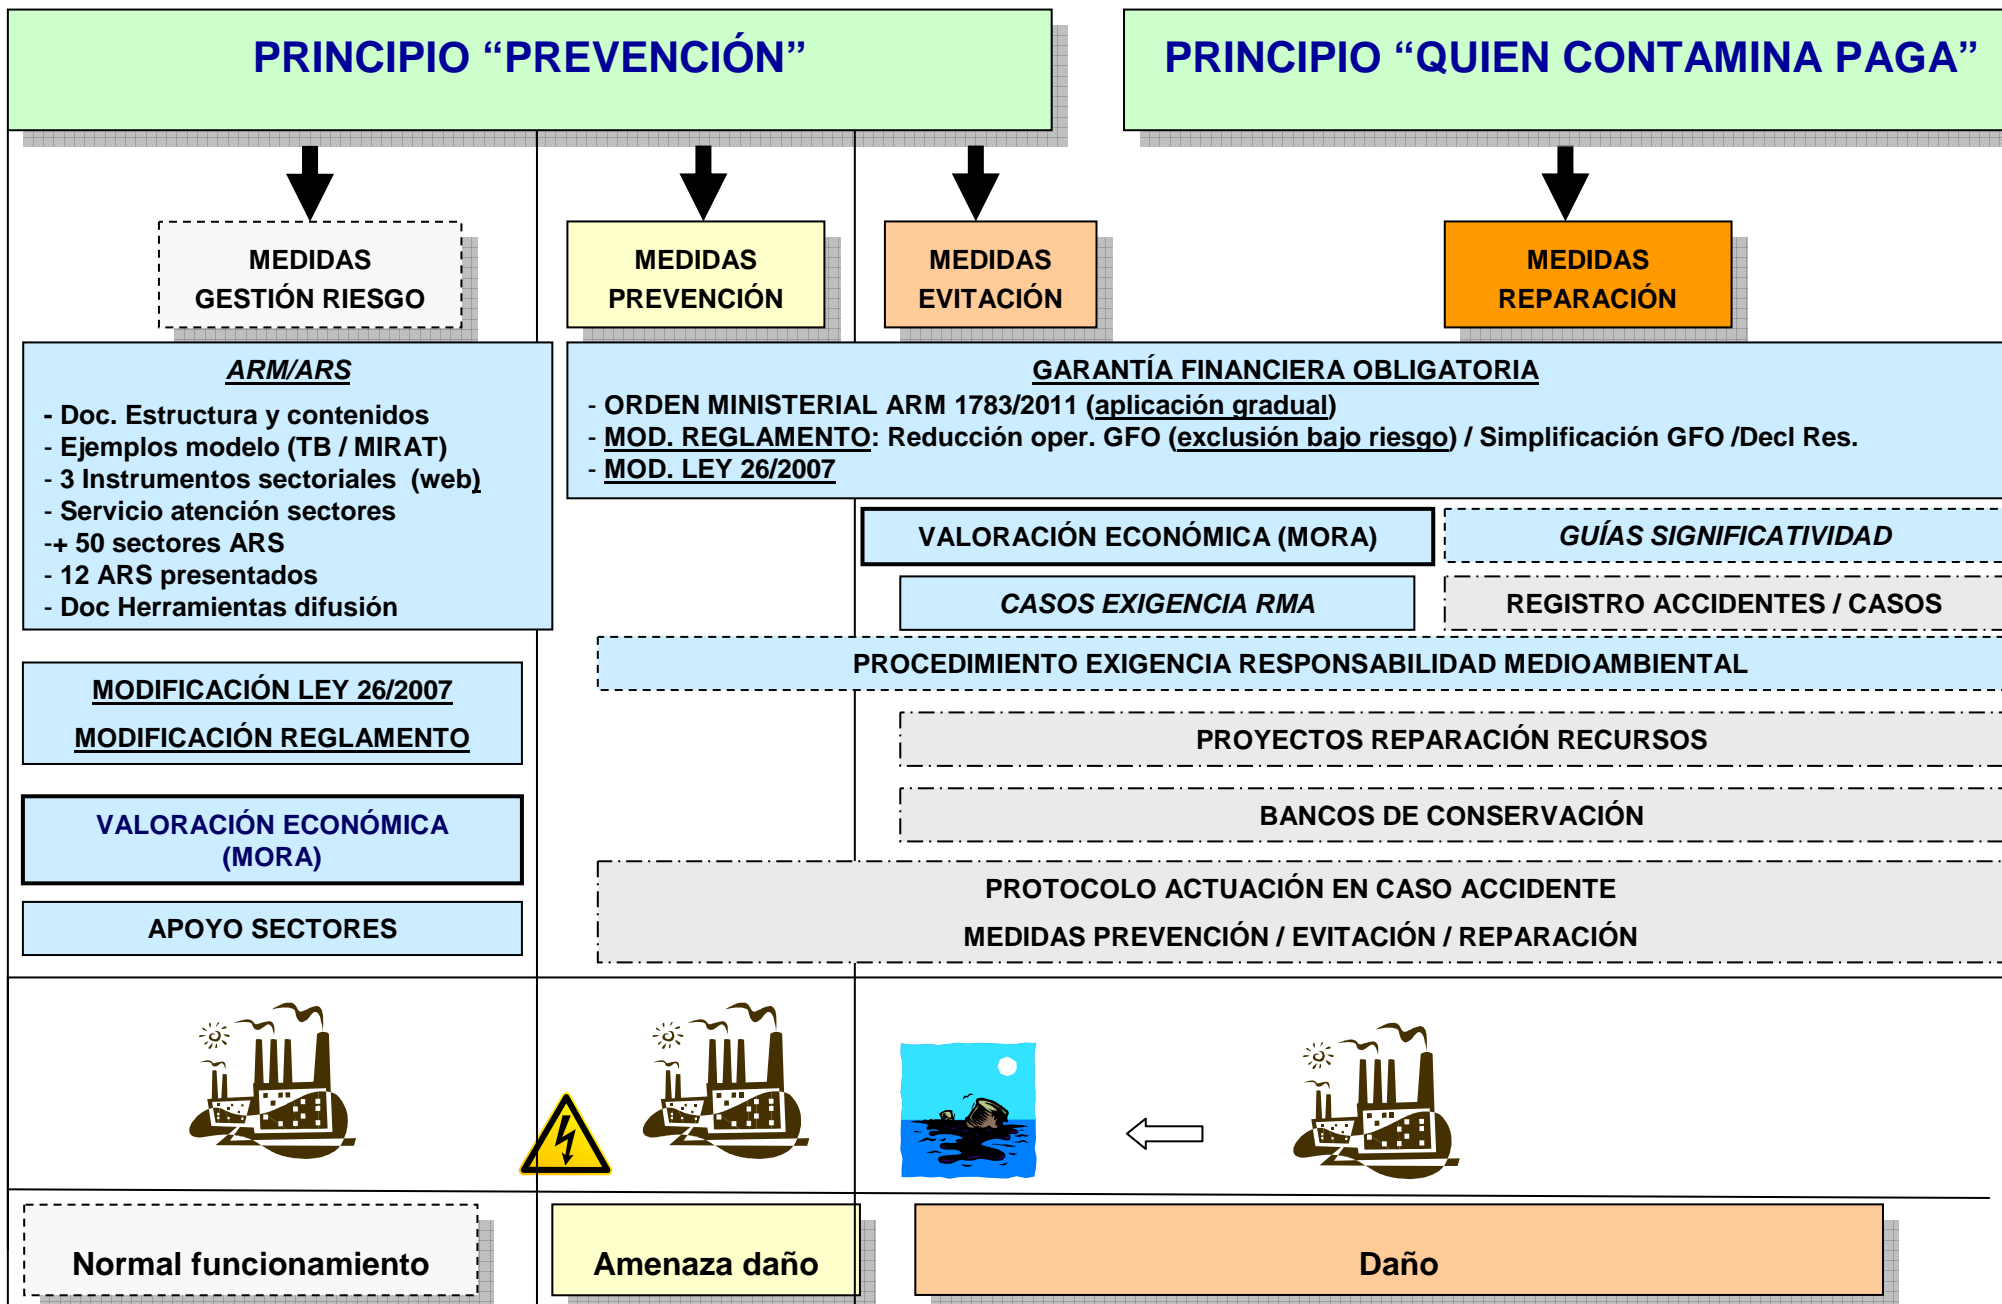 PRINCIPIO “PREVENCIÓN”
PRINCIPIO “QUIEN CONTAMINA PAGA”
MEDIDAS
GESTIÓN RIESGO
MEDIDAS
PREVENCIÓN
MEDIDAS
EVITACIÓN
MEDIDAS
REPARACIÓN
ARM/ARS
- Doc. Estructura y contenidos
- Ejemplos modelo (TB / MIRAT)
- 3 Instrumentos sectoriales (web)
- Servicio atención sectores
-+ 50 sectores ARS
- 12 ARS presentados
- Doc Herramientas difusión
GARANTÍA FINANCIERA OBLIGATORIA
- ORDEN MINISTERIAL ARM 1783/2011 (aplicación gradual)
- MOD. REGLAMENTO: Reducción oper. GFO (exclusión bajo riesgo) / Simplificación GFO /Decl Res.
- MOD. LEY 26/2007
VALORACIÓN ECONÓMICA (MORA)
GUÍAS SIGNIFICATIVIDAD
CASOS EXIGENCIA RMA
REGISTRO ACCIDENTES / CASOS
PROCEDIMIENTO EXIGENCIA RESPONSABILIDAD MEDIOAMBIENTAL
MODIFICACIÓN LEY 26/2007
MODIFICACIÓN REGLAMENTO
PROYECTOS REPARACIÓN RECURSOS
VALORACIÓN ECONÓMICA
(MORA)
BANCOS DE CONSERVACIÓN
PROTOCOLO ACTUACIÓN EN CASO ACCIDENTE
MEDIDAS PREVENCIÓN / EVITACIÓN / REPARACIÓN
APOYO SECTORES
Normal funcionamiento
Amenaza daño
Daño